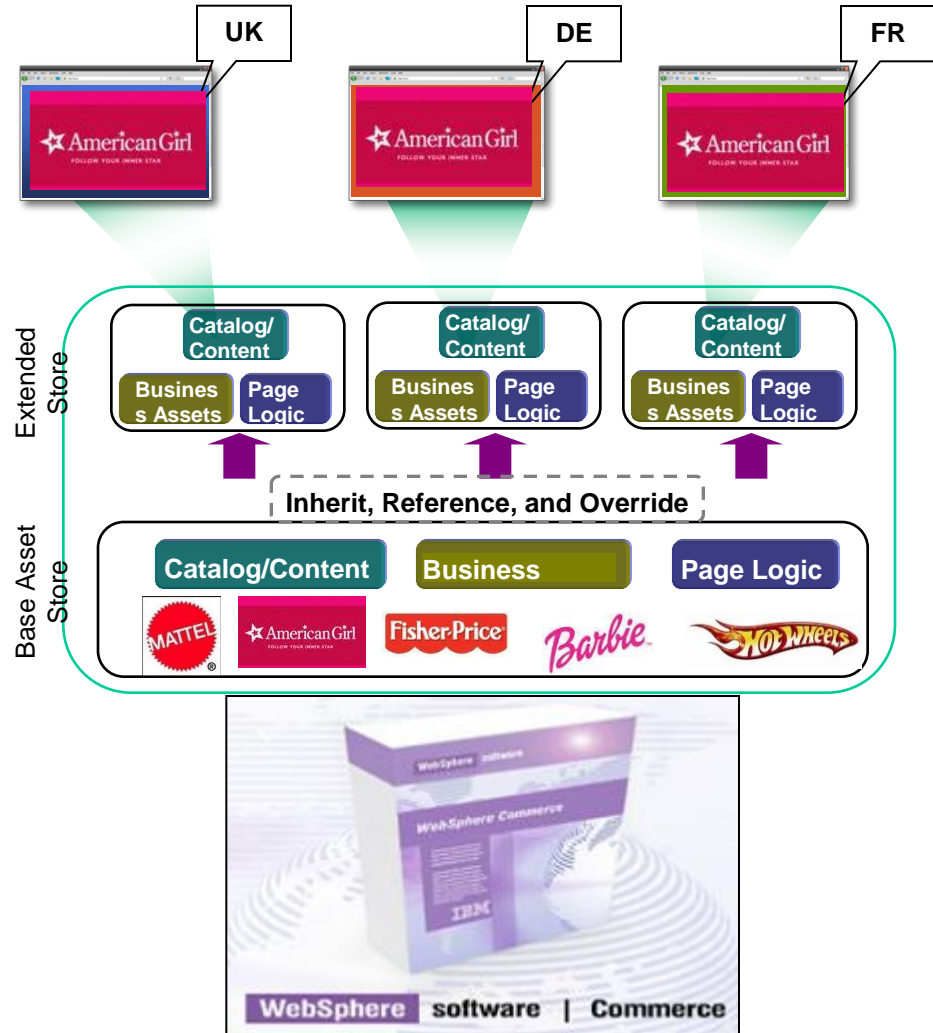 UK
DE
FR
American Girl
FOLLOW YOUR INNER STAR
American Girl
FOLLOW YOUR INNER STAR
American Girl
FOLLOW YOUR INNER STAR
Extended
Store
Catalog/
Content
Busines
s Assets
Page
Logic
Catalog/
Content
Busines
s Assets
Page
Logic
Catalog/
Content
Busines
s Assets
Page
Logic
Inherit, Reference, and Override
Base Asset
Store
Catalog/Content
Business
Page Logic
MATTEL
®
American Girl
FOLLOW YOUR INNER STAR
Fisher-Price
Barbie
HOT WHEELS
WebSphere software
WebSphere Commerce
IBM
WebSphere software | Commerce